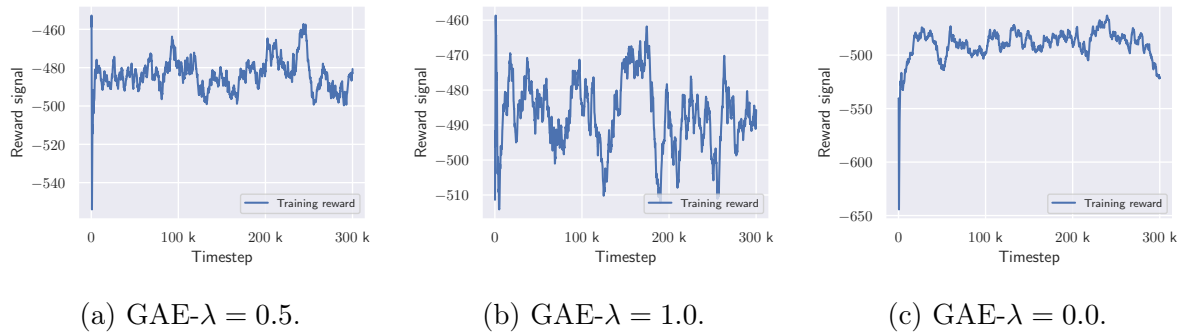 −460
−480
−500
−520
−540
Reward signal
0
100 k
200 k
300 k
Timestep
Training reward
(a) GAE-λ = 0.5.
−460
−470
−480
−490
−500
−510
Reward signal
0
100 k
200 k
300 k
Timestep
Training reward
(b) GAE-λ = 1.0.
−500
−550
−600
−650
Reward signal
0
100 k
200 k
300 k
Timestep
Training reward
(c) GAE-λ = 0.0.